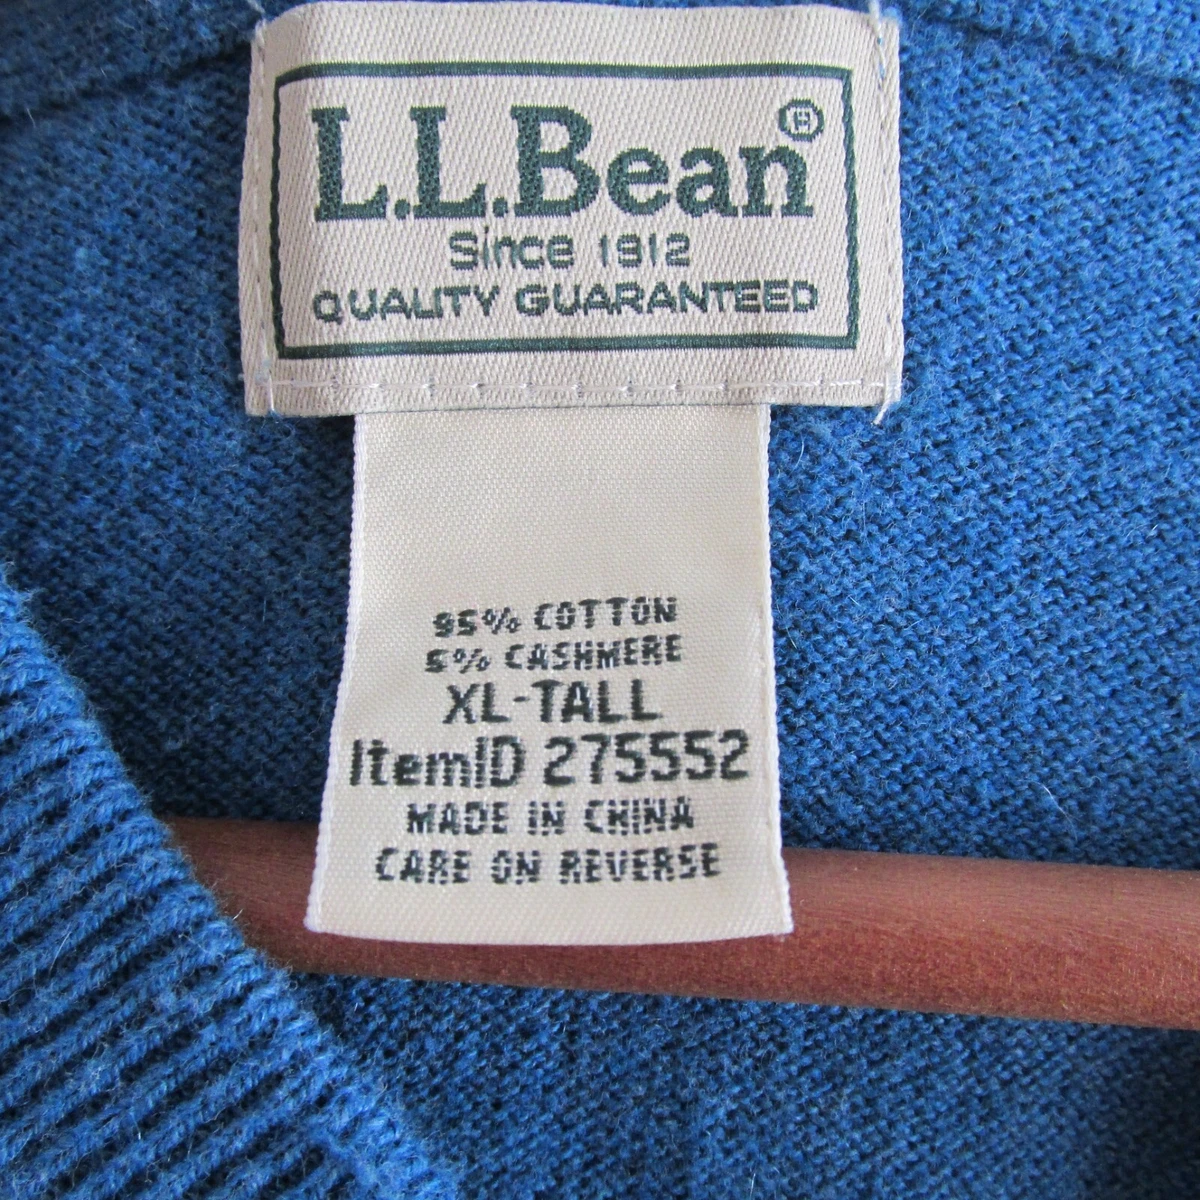 L.L.Bean®
Since 1912
QUALITY GUARANTEED
95% COTTON
5% CASHMERE
XL-TALL
ItemID 275552
MADE IN CHINA
CARE ON REVERSE